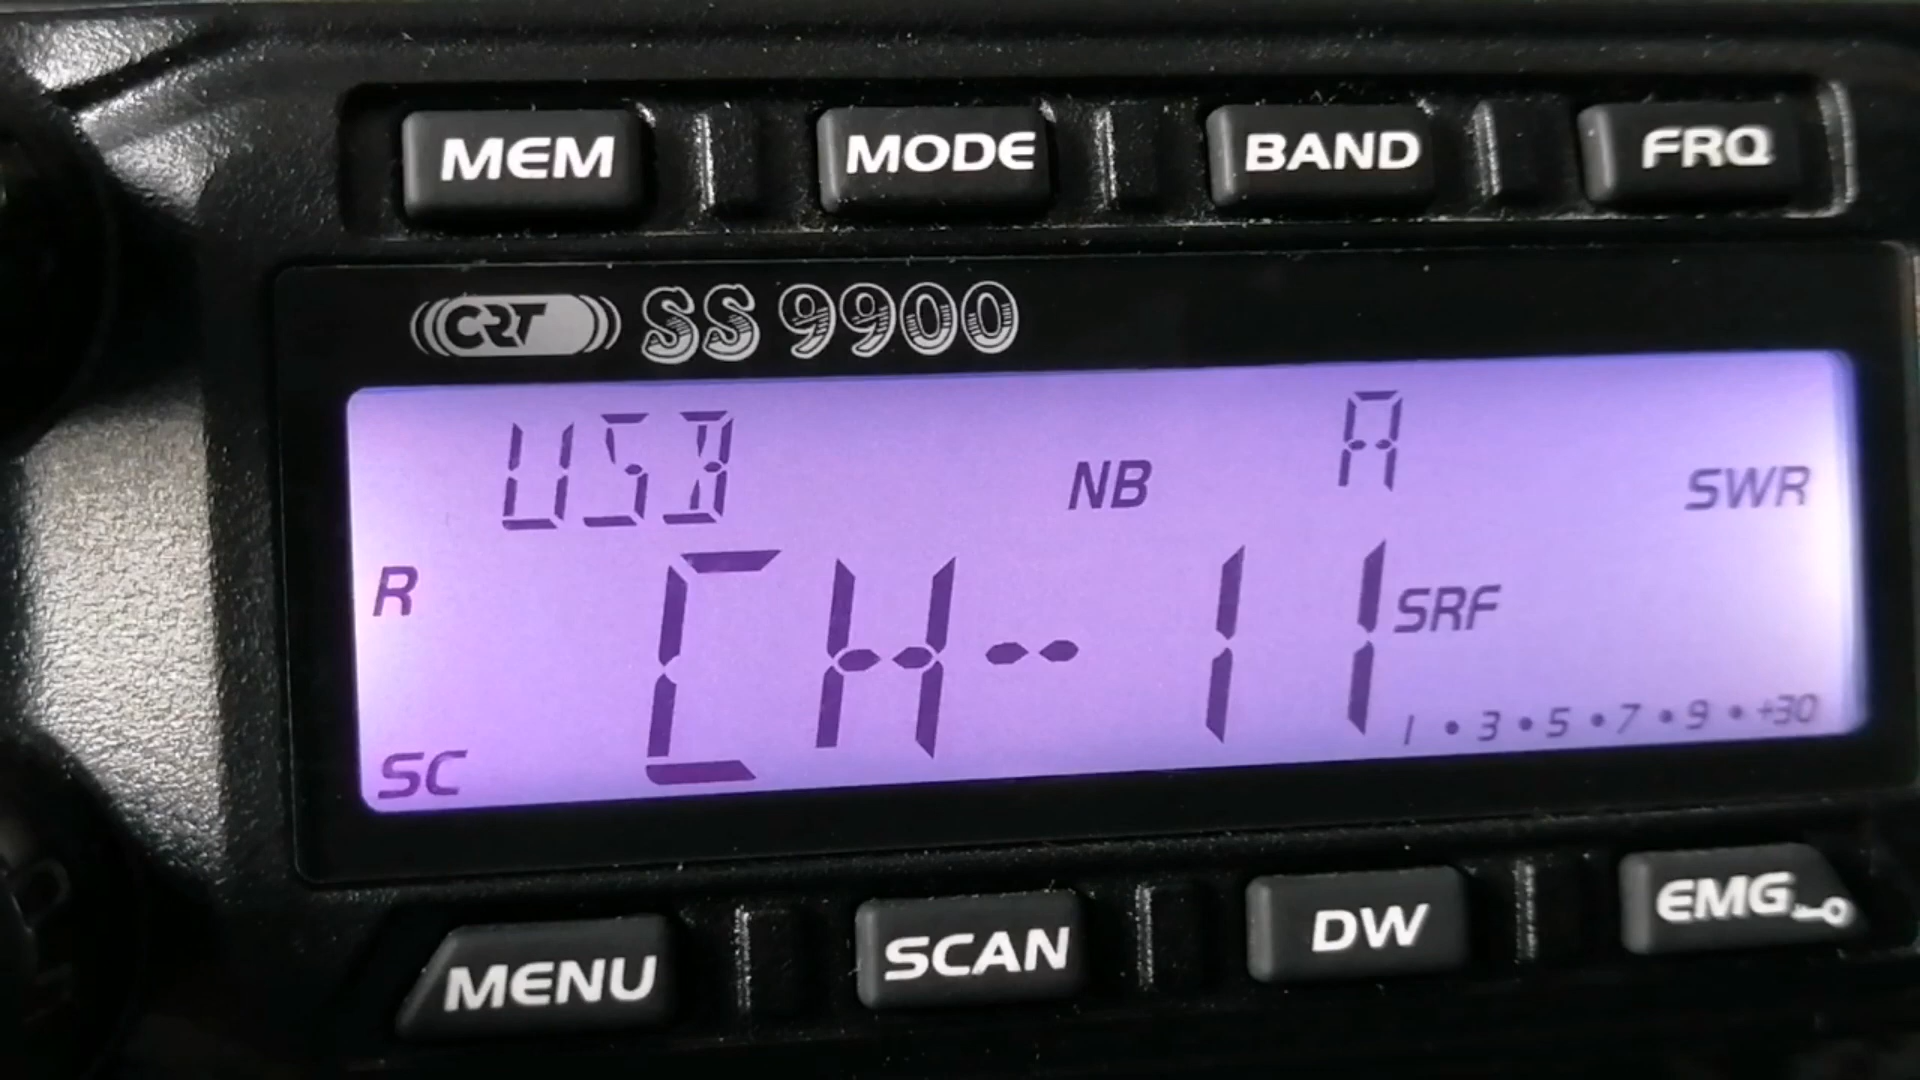 MEM MODE BAND FRQ
CRT SS 9900
USB NB A SWR
R CH-11 SRF
1 • 3 • 5 • 7 • 9 • +30
SC
MENU SCAN DW EMG